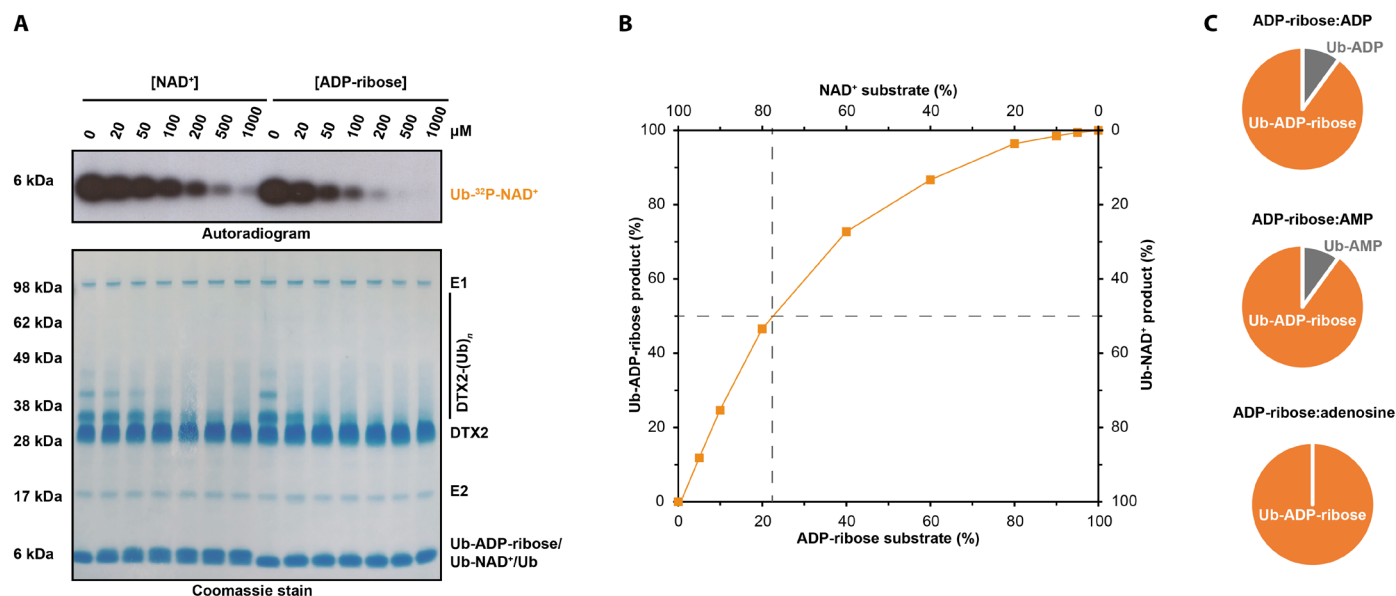 A
[NAD⁺] [ADP-ribose]
0 20 50 100 200 500 1000 0 20 50 100 200 500 1000 μM
6 kDa
Ub-³²P-NAD⁺
Autoradiogram
98 kDa
62 kDa
49 kDa
38 kDa
28 kDa
17 kDa
6 kDa
E1
DTX2-(Ub)ₙ
DTX2
E2
Ub-ADP-ribose/
Ub-NAD⁺/Ub
Coomassie stain
B
NAD⁺ substrate (%)
100 80 60 40 20 0
Ub-ADP-ribose product (%)
100
80
60
40
20
0
Ub-NAD⁺ product (%)
0
20
40
60
80
100
0 20 40 60 80 100
ADP-ribose substrate (%)
C
ADP-ribose:ADP
Ub-ADP
Ub-ADP-ribose
ADP-ribose:AMP
Ub-AMP
Ub-ADP-ribose
ADP-ribose:adenosine
Ub-ADP-ribose